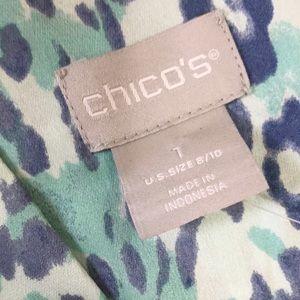 chico's®
1
U.S. SIZE 8/10
MADE IN
INDONESIA